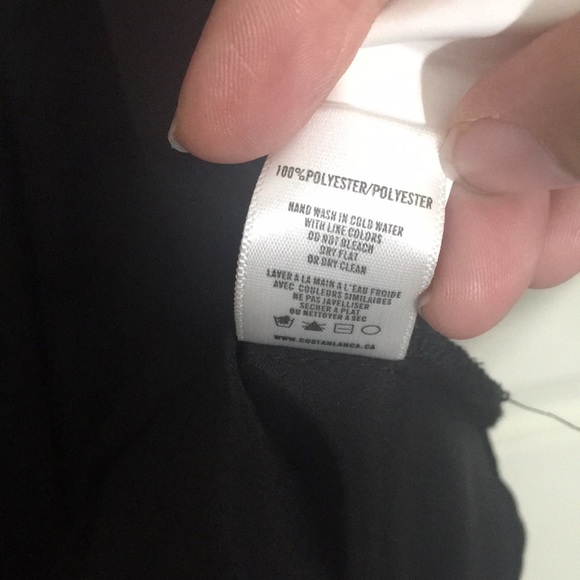 100%POLYESTER/POLYESTER
HAND WASH IN COLD WATER
WITH LIKE COLORS
DO NOT BLEACH
DRY FLAT
OR DRY CLEAN
LAVER A LA MAIN A L'EAU FROIDE
AVEC COULEURS SIMILAIRES
NE PAS JAVELLISER
SECHER A PLAT
OU NETTOYER A SEC
WWW.COSTABLANCA.CA